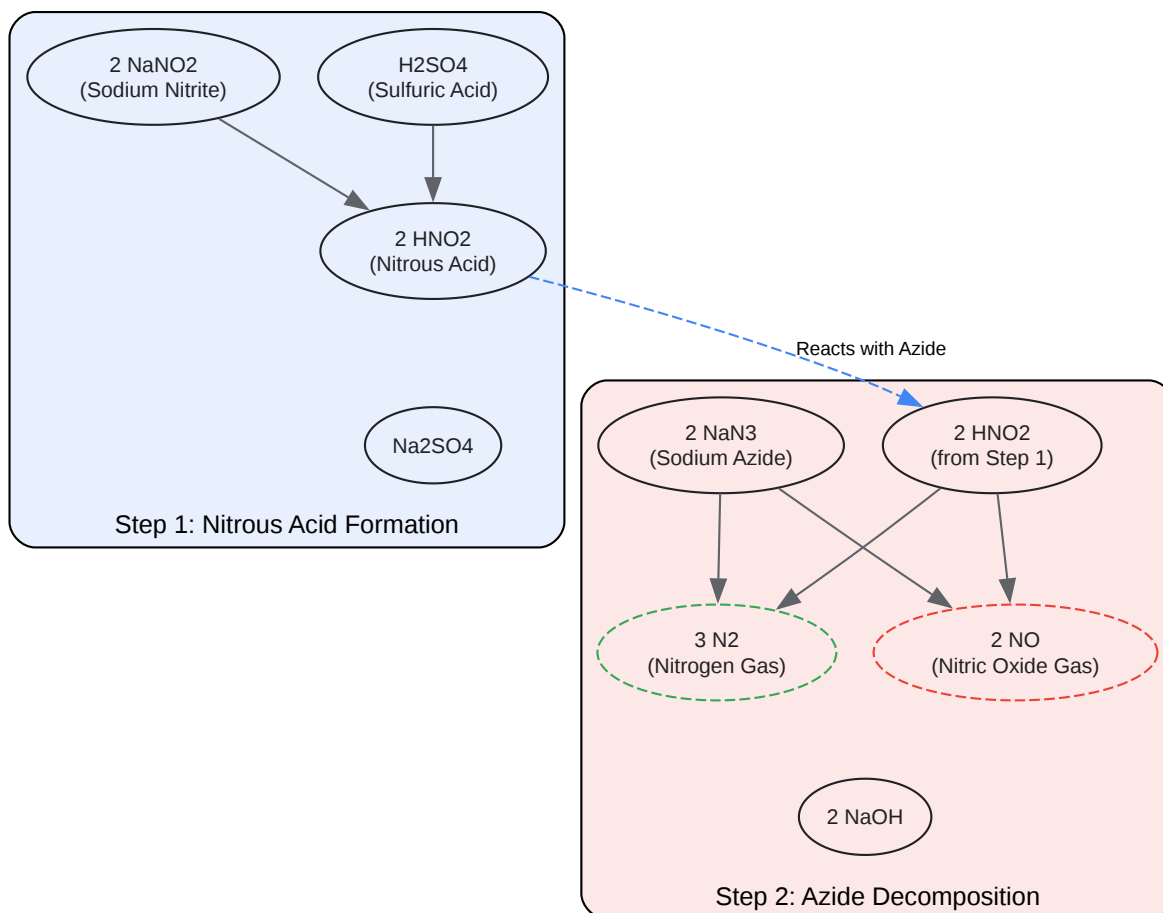 2 NaNO2
(Sodium Nitrite)
H2SO4
(Sulfuric Acid)
2 HNO2
(Nitrous Acid)
Na2SO4
Step 1: Nitrous Acid Formation
Reacts with Azide
2 NaN3
(Sodium Azide)
2 HNO2
(from Step 1)
3 N2
(Nitrogen Gas)
2 NO
(Nitric Oxide Gas)
2 NaOH
Step 2: Azide Decomposition